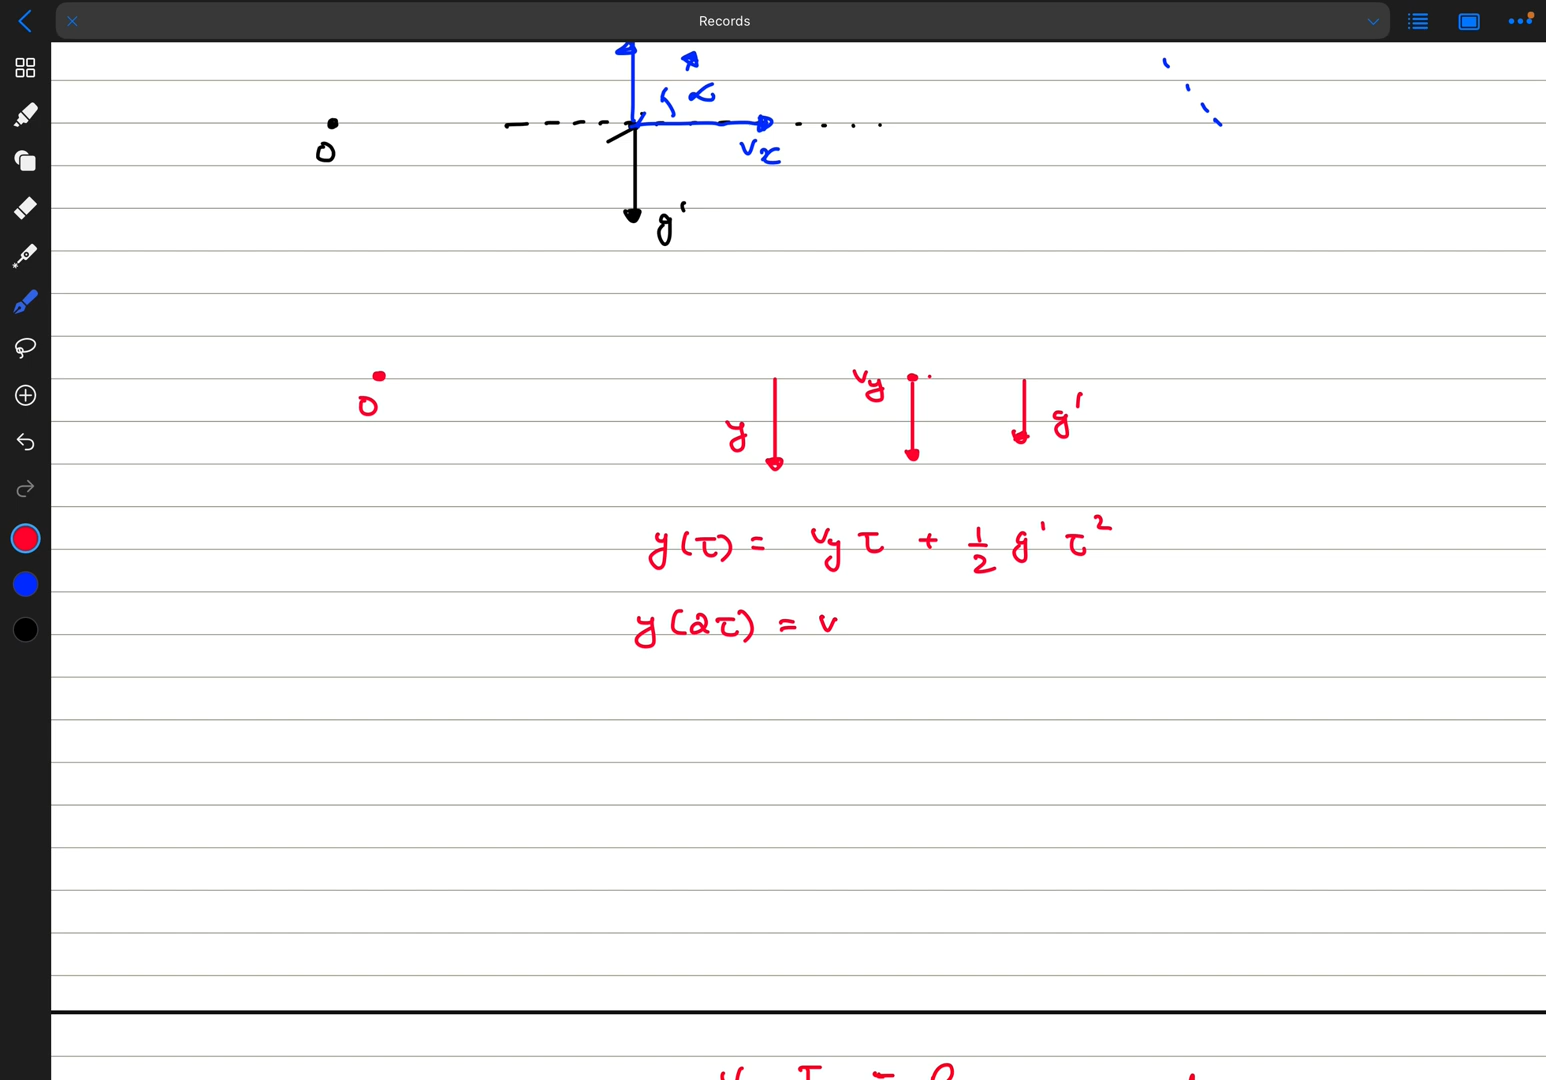 Records
α
O
vx
g'
O
y
vy
g'
y(τ) = vy τ + 1/2 g' τ²
y(2τ) = v